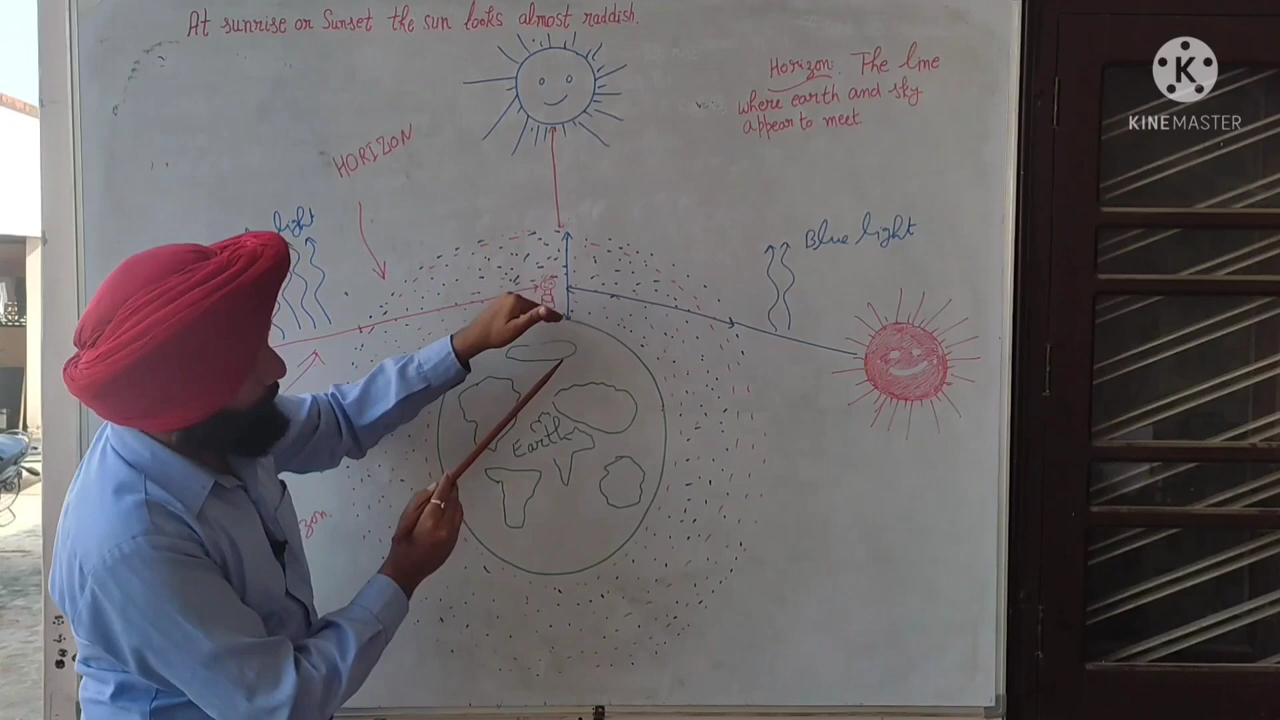 At sunrise or Sunset the sun looks almost raddish.
Horizon. The line
where earth and sky
appear to meet
KINEMASTER
HORIZON
light
Blue light
Earth
zon.